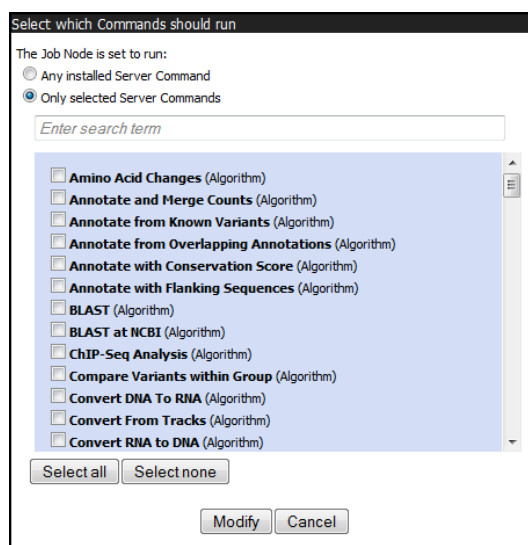 Select which Commands should run
The Job Node is set to run:
Any installed Server Command
Only selected Server Commands
Enter search term
Amino Acid Changes (Algorithm)
Annotate and Merge Counts (Algorithm)
Annotate from Known Variants (Algorithm)
Annotate from Overlapping Annotations (Algorithm)
Annotate with Conservation Score (Algorithm)
Annotate with Flanking Sequences (Algorithm)
BLAST (Algorithm)
BLAST at NCBI (Algorithm)
ChIP-Seq Analysis (Algorithm)
Compare Variants within Group (Algorithm)
Convert DNA To RNA (Algorithm)
Convert From Tracks (Algorithm)
Convert RNA to DNA (Algorithm)
Select all Select none
Modify Cancel